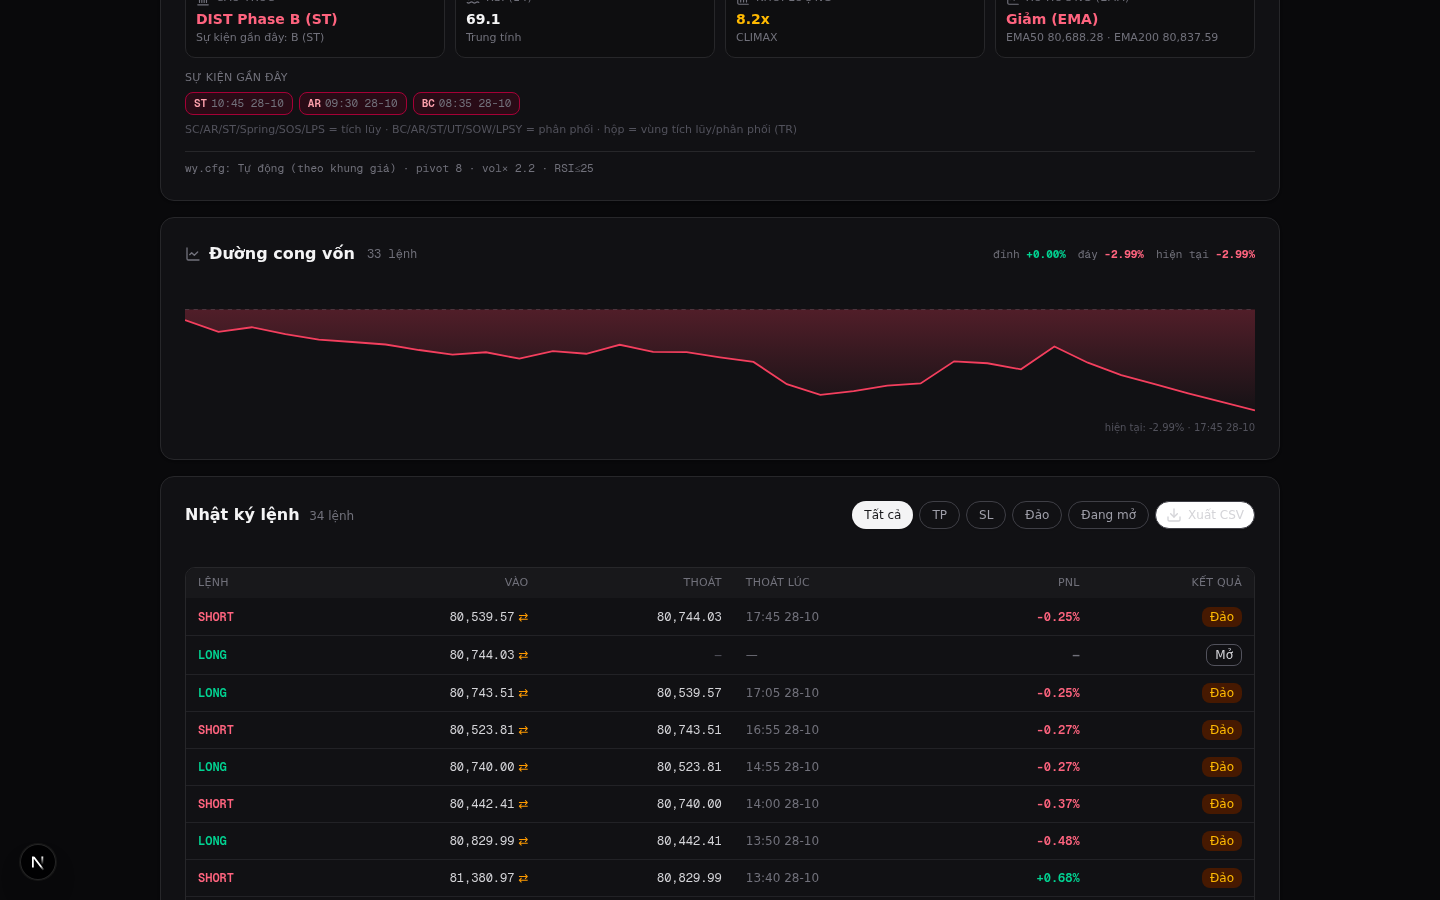 DIST Phase B (ST)
Sự kiện gần đây: B (ST)
69.1
Trung tính
8.2x
CLIMAX
Giảm (EMA)
EMA50 80,688.28 · EMA200 80,837.59
SỰ KIỆN GẦN ĐÂY
ST 10:45 28-10
AR 09:30 28-10
BC 08:35 28-10
SC/AR/ST/Spring/SOS/LPS = tích lũy · BC/AR/ST/UT/SOW/LPSY = phân phối · hộp = vùng tích lũy/phân phối (TR)
wy.cfg: Tự động (theo khung giá) · pivot 8 · vol× 2.2 · RSI≤25
Đường cong vốn 33 lệnh
đỉnh +0.00% đáy -2.99% hiện tại -2.99%
hiện tại: -2.99% · 17:45 28-10
Nhật ký lệnh 34 lệnh
Tất cả TP SL Đảo Đang mở Xuất CSV
LỆNH VÀO THOÁT THOÁT LÚC PNL KẾT QUẢ
SHORT 80,539.57 ⇄ 80,744.03 17:45 28-10 -0.25% Đảo
LONG 80,744.03 ⇄ — — — Mở
LONG 80,743.51 ⇄ 80,539.57 17:05 28-10 -0.25% Đảo
SHORT 80,523.81 ⇄ 80,743.51 16:55 28-10 -0.27% Đảo
LONG 80,740.00 ⇄ 80,523.81 14:55 28-10 -0.27% Đảo
SHORT 80,442.41 ⇄ 80,740.00 14:00 28-10 -0.37% Đảo
LONG 80,829.99 ⇄ 80,442.41 13:50 28-10 -0.48% Đảo
SHORT 81,380.97 ⇄ 80,829.99 13:40 28-10 +0.68% Đảo
N